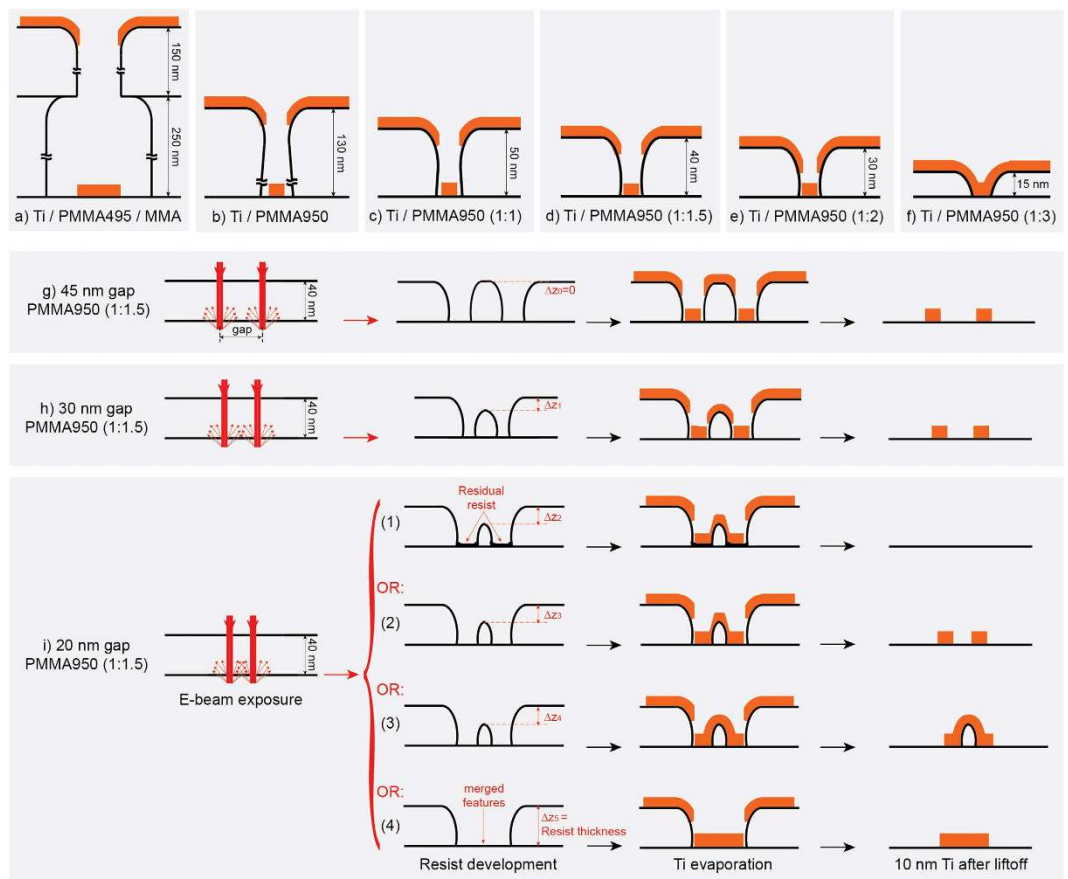 150 nm
250 nm
a) Ti / PMMA495 / MMA
130 nm
b) Ti / PMMA950
50 nm
c) Ti / PMMA950 (1:1)
40 nm
d) Ti / PMMA950 (1:1.5)
30 nm
e) Ti / PMMA950 (1:2)
15 nm
f) Ti / PMMA950 (1:3)
g) 45 nm gap
PMMA950 (1:1.5)
40 nm
gap
Δz₀=0
h) 30 nm gap
PMMA950 (1:1.5)
40 nm
Δz₁
i) 20 nm gap
PMMA950 (1:1.5)
40 nm
E-beam exposure
(1)
Residual
resist
Δz₂
OR:
(2)
Δz₃
OR:
(3)
Δz₄
OR:
(4)
merged
features
Δz₅ =
Resist thickness
Resist development
Ti evaporation
10 nm Ti after liftoff